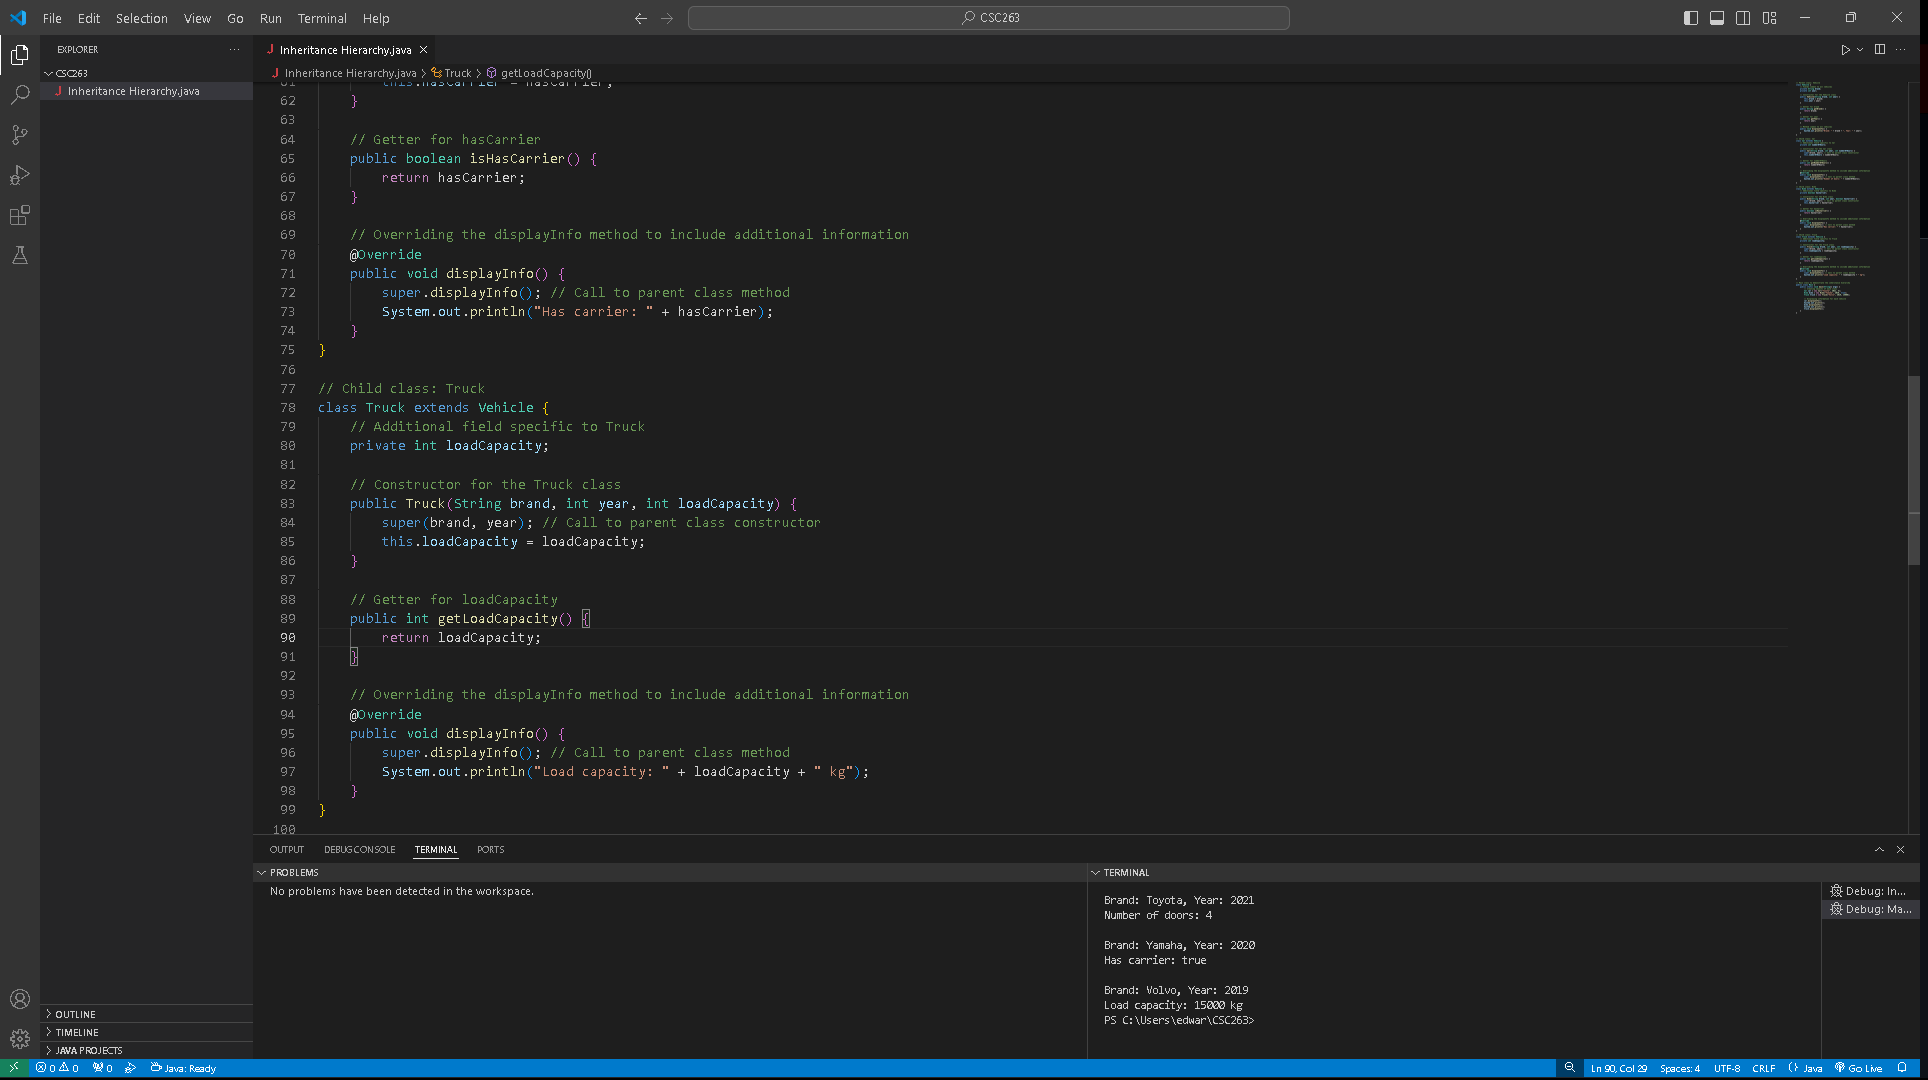 File Edit Selection View Go Run Terminal Help
CSC263
EXPLORER
CSC263
Inheritance Hierarchy.java
Inheritance Hierarchy.java
Inheritance Hierarchy.java > Truck > getLoadCapacity()
61 this.hasCarrier = hasCarrier;
62 }
63
64 // Getter for hasCarrier
65 public boolean isHasCarrier() {
66 return hasCarrier;
67 }
68
69 // Overriding the displayInfo method to include additional information
70 @Override
71 public void displayInfo() {
72 super.displayInfo(); // Call to parent class method
73 System.out.println("Has carrier: " + hasCarrier);
74 }
75 }
76
77 // Child class: Truck
78 class Truck extends Vehicle {
79 // Additional field specific to Truck
80 private int loadCapacity;
81
82 // Constructor for the Truck class
83 public Truck(String brand, int year, int loadCapacity) {
84 super(brand, year); // Call to parent class constructor
85 this.loadCapacity = loadCapacity;
86 }
87
88 // Getter for loadCapacity
89 public int getLoadCapacity() {
90 return loadCapacity;
91 }
92
93 // Overriding the displayInfo method to include additional information
94 @Override
95 public void displayInfo() {
96 super.displayInfo(); // Call to parent class method
97 System.out.println("Load capacity: " + loadCapacity + " kg");
98 }
99 }
100
OUTPUT DEBUG CONSOLE TERMINAL PORTS
PROBLEMS
No problems have been detected in the workspace.
TERMINAL
Brand: Toyota, Year: 2021
Number of doors: 4
Brand: Yamaha, Year: 2020
Has carrier: true
Brand: Volvo, Year: 2019
Load capacity: 15000 kg
PS C:\Users\edwar\CSC263>
Debug: In...
Debug: Ma...
OUTLINE
TIMELINE
JAVA PROJECTS
0 0 0 Java: Ready
Ln 90, Col 29 Spaces: 4 UTF-8 CRLF {} Java Go Live